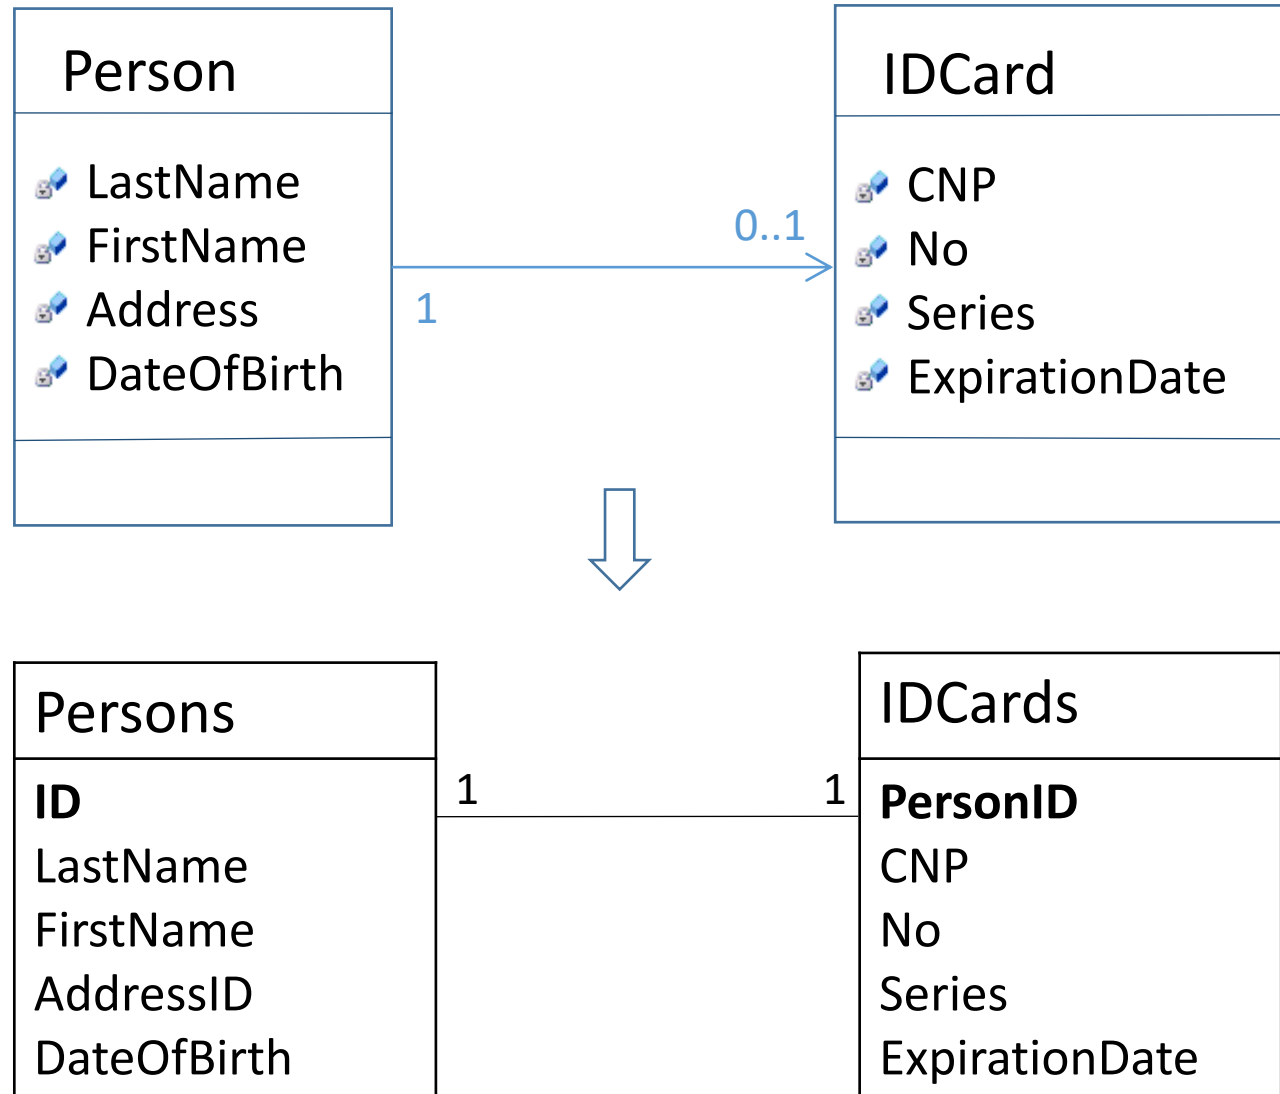 Person
LastName
FirstName
Address
DateOfBirth
1
0..1
IDCard
CNP
No
Series
ExpirationDate
Persons
ID
LastName
FirstName
AddressID
DateOfBirth
1
1
IDCards
PersonID
CNP
No
Series
ExpirationDate